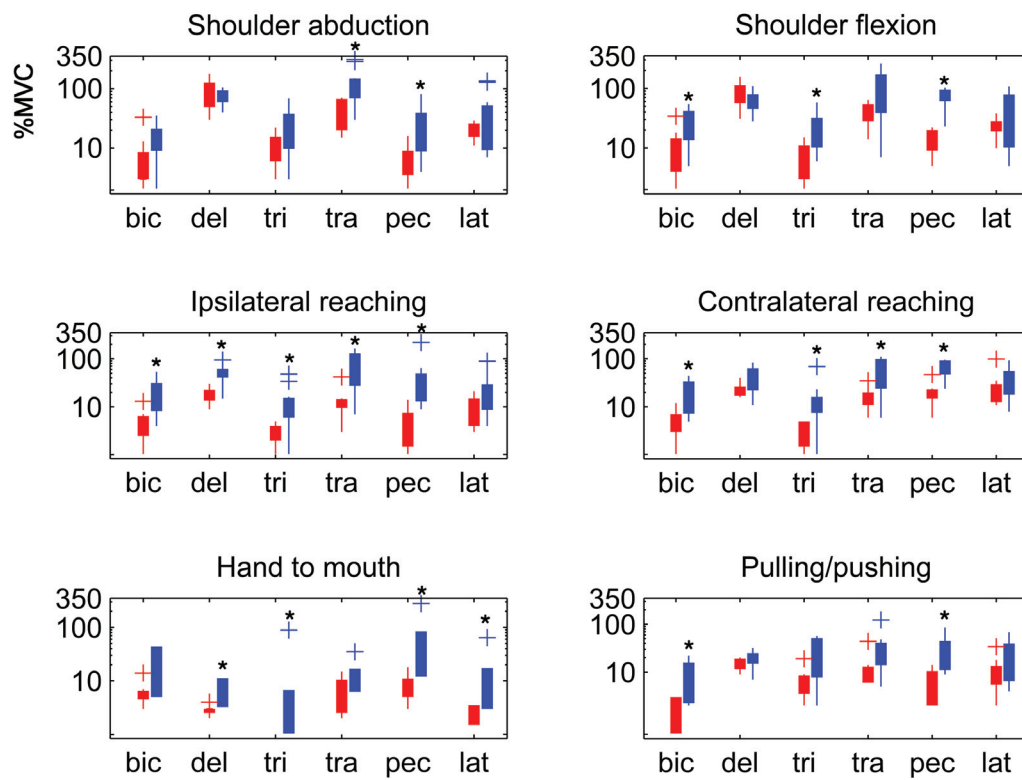 Shoulder abduction
Shoulder flexion
%MVC
350
*
100
*
10
bic del tri tra pec lat
350
100
*
*
*
10
bic del tri tra pec lat
Ipsilateral reaching
Contralateral reaching
350
*
*
*
*
*
100
10
bic del tri tra pec lat
350
*
*
*
*
100
10
bic del tri tra pec lat
Hand to mouth
Pulling/pushing
350
*
*
*
*
100
10
bic del tri tra pec lat
350
100
*
*
10
bic del tri tra pec lat